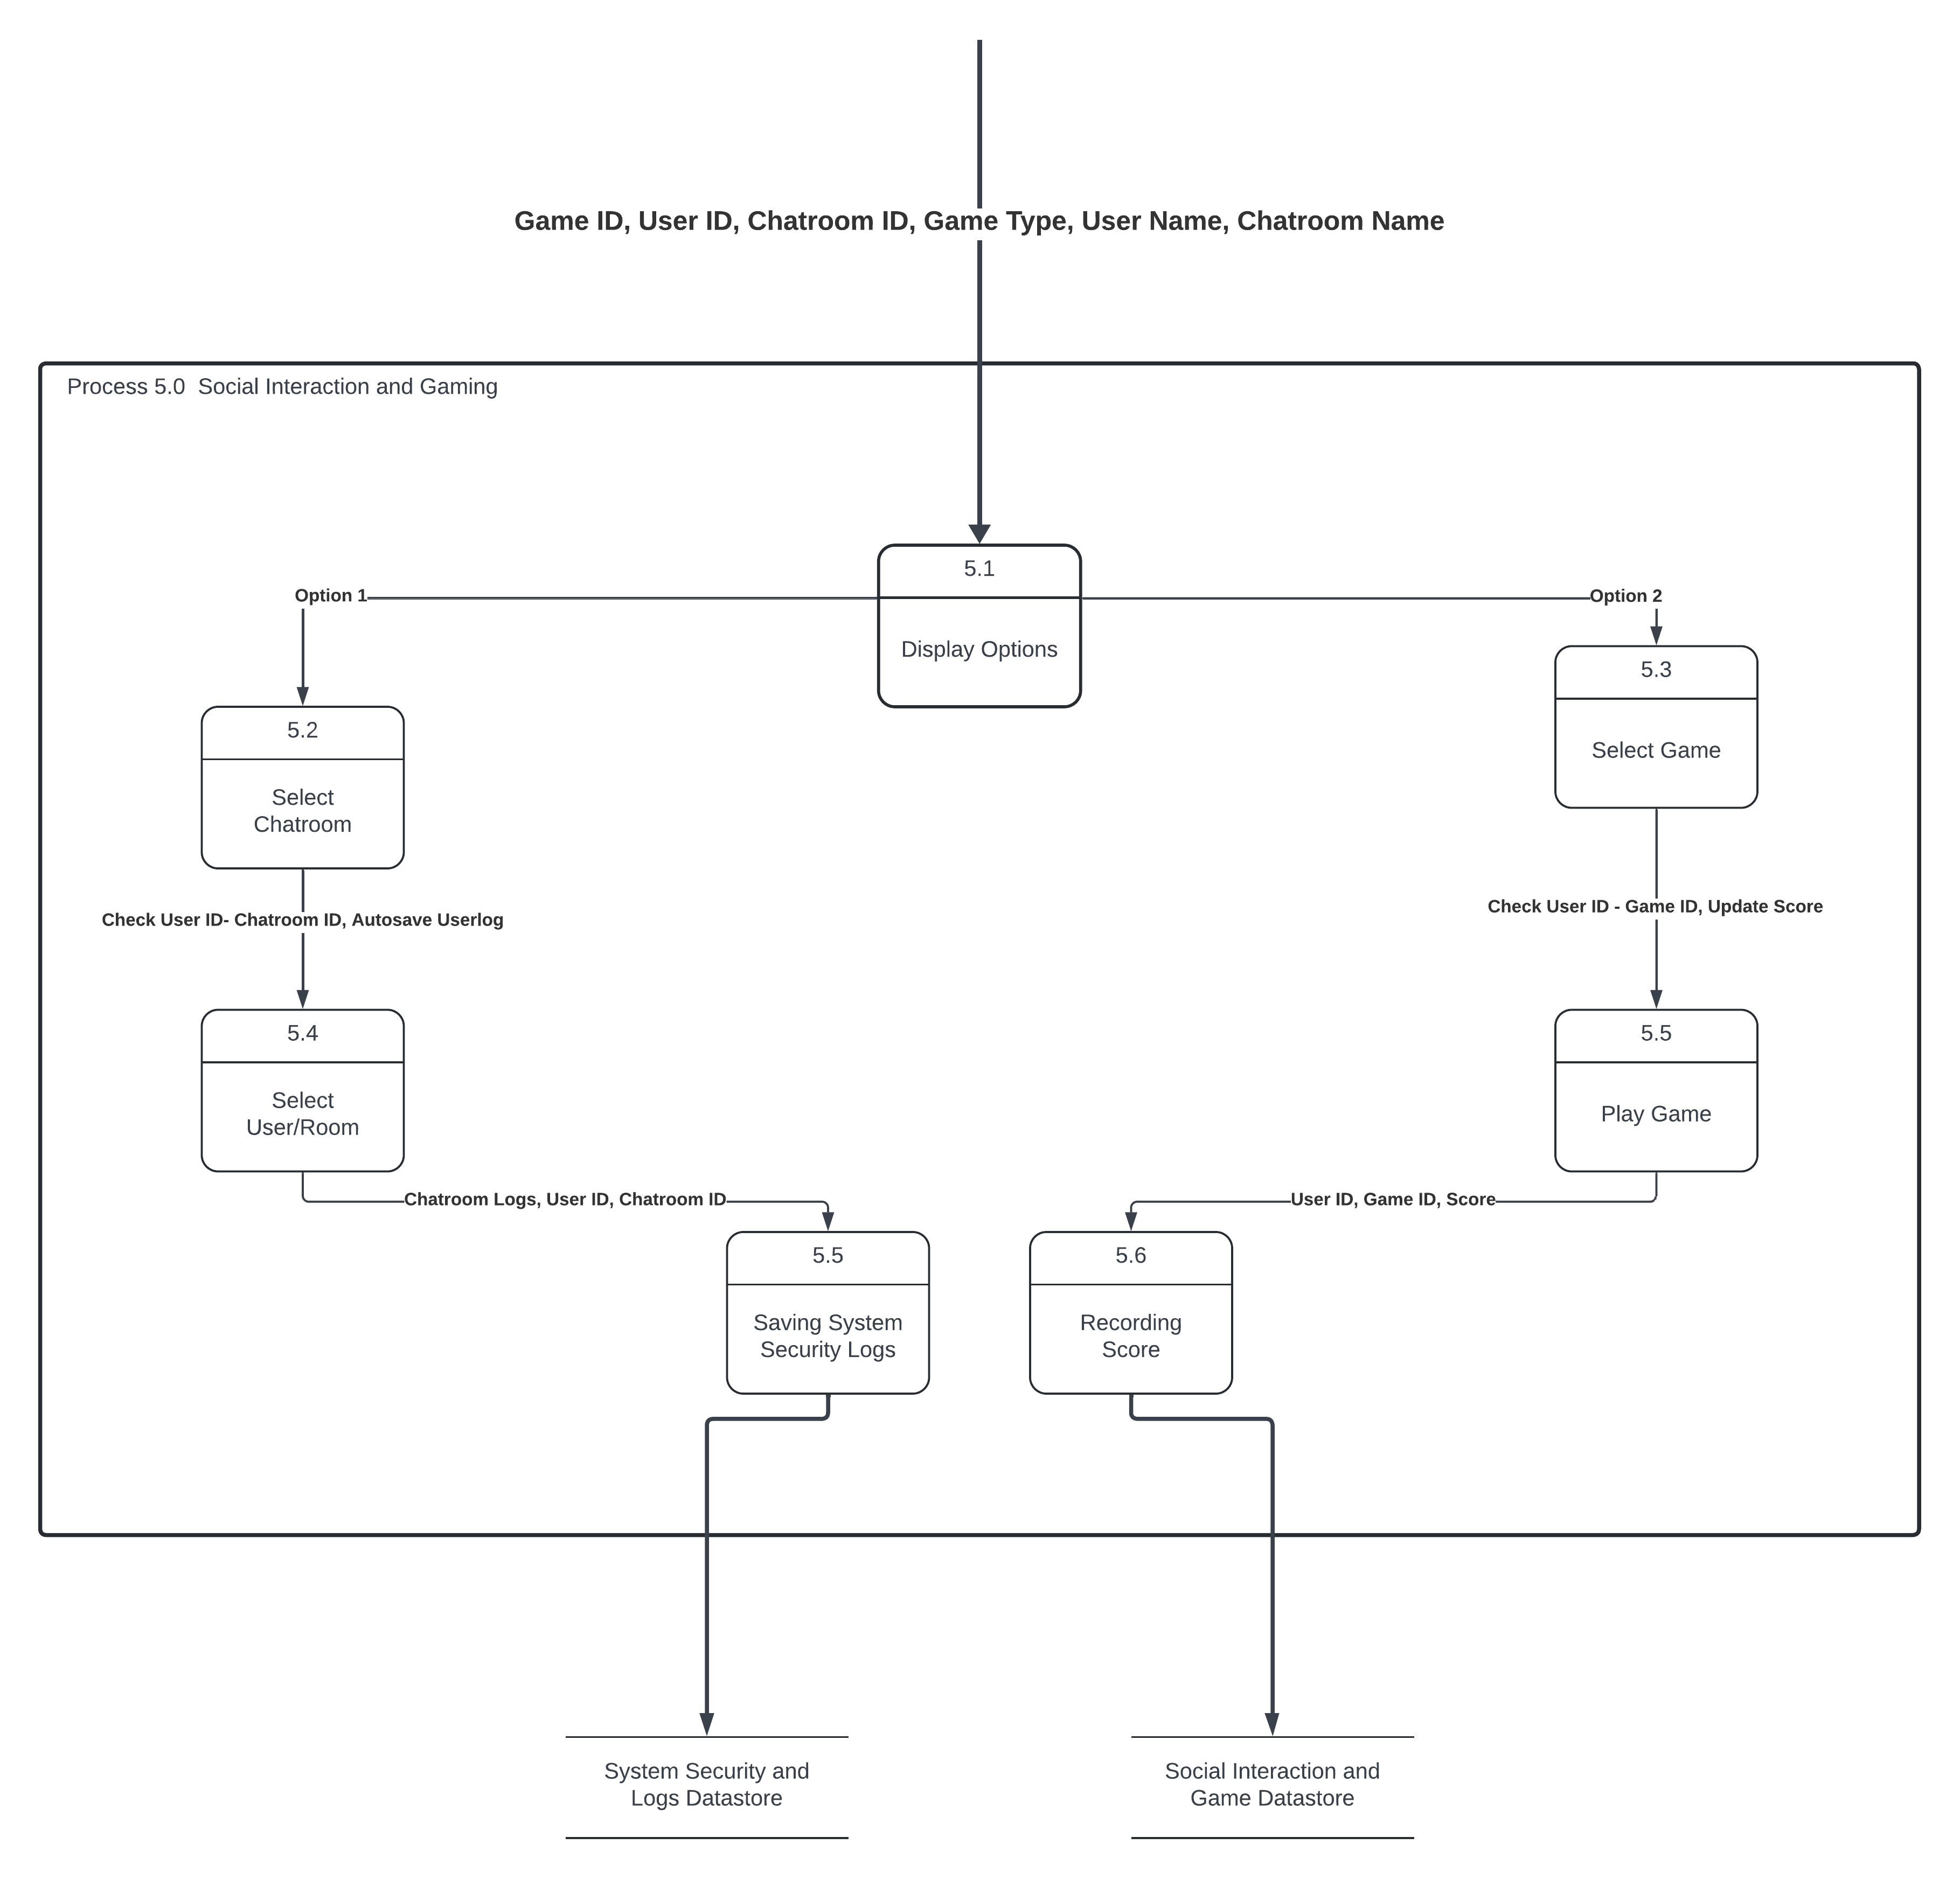 Game ID, User ID, Chatroom ID, Game Type, User Name, Chatroom Name
Process 5.0  Social Interaction and Gaming
5.1
Display Options
Option 1
Option 2
5.2
Select
Chatroom
5.3
Select Game
Check User ID- Chatroom ID, Autosave Userlog
Check User ID - Game ID, Update Score
5.4
Select
User/Room
5.5
Play Game
Chatroom Logs, User ID, Chatroom ID
User ID, Game ID, Score
5.5
Saving System
Security Logs
5.6
Recording
Score
System Security and
Logs Datastore
Social Interaction and
Game Datastore